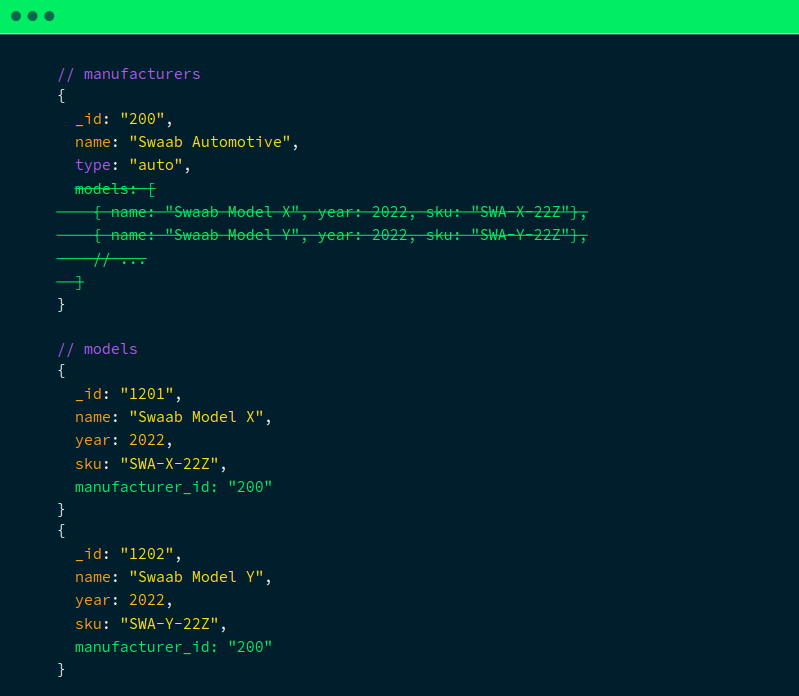 // manufacturers
{
  _id: "200",
  name: "Swaab Automotive",
  type: "auto",
  models: [
    { name: "Swaab Model X", year: 2022, sku: "SWA-X-22Z"},
    { name: "Swaab Model Y", year: 2022, sku: "SWA-Y-22Z"},
    // ...
  ]
}

// models
{
  _id: "1201",
  name: "Swaab Model X",
  year: 2022,
  sku: "SWA-X-22Z",
  manufacturer_id: "200"
}
{
  _id: "1202",
  name: "Swaab Model Y",
  year: 2022,
  sku: "SWA-Y-22Z",
  manufacturer_id: "200"
}